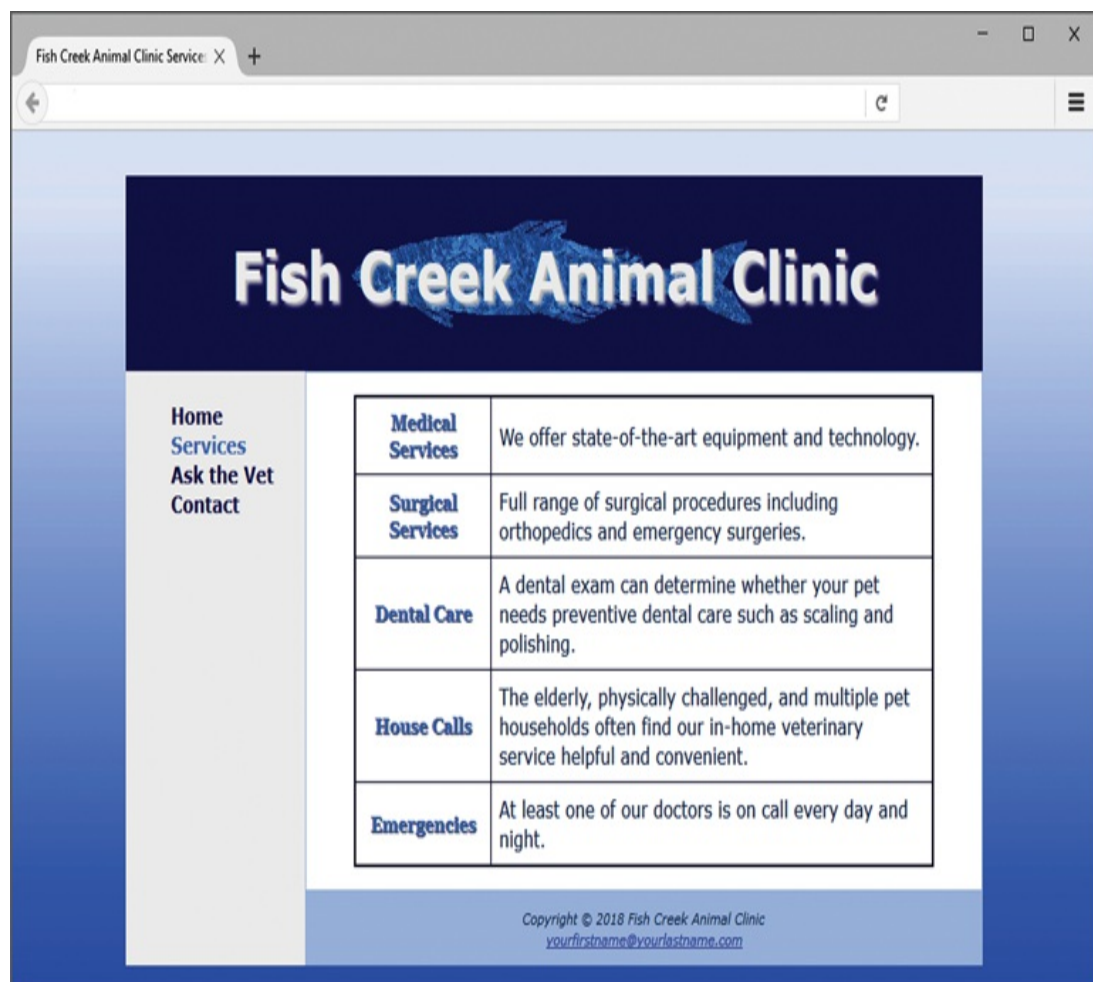 Fish Creek Animal Clinic Service
Fish Creek Animal Clinic
Home
Services
Ask the Vet
Contact
Medical
Services
We offer state-of-the-art equipment and technology.
Surgical
Services
Full range of surgical procedures including
orthopedics and emergency surgeries.
Dental Care
A dental exam can determine whether your pet
needs preventive dental care such as scaling and
polishing.
House Calls
The elderly, physically challenged, and multiple pet
households often find our in-home veterinary
service helpful and convenient.
Emergencies
At least one of our doctors is on call every day and
night.
Copyright © 2018 Fish Creek Animal Clinic
yourfirstname@yourlastname.com